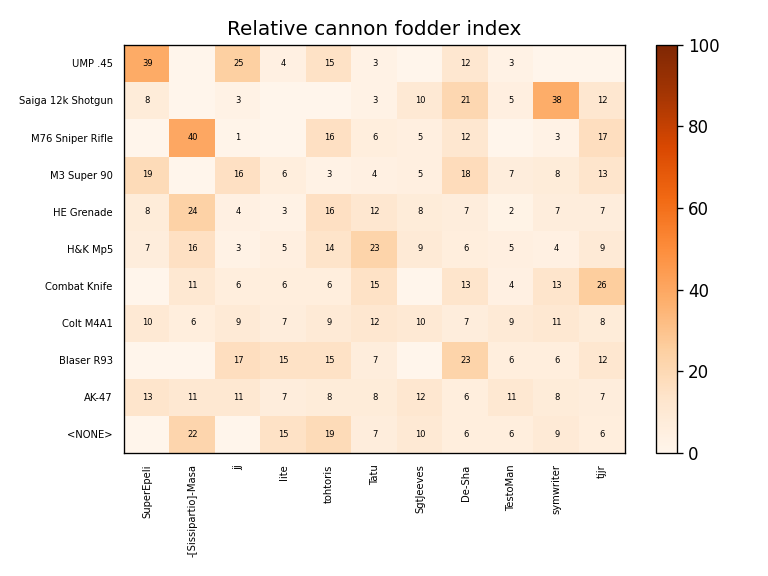 Relative cannon fodder index
UMP .45 39 25 4 15 3 12 3
Saiga 12k Shotgun 8 3 3 10 21 5 38 12
M76 Sniper Rifle 40 1 16 6 5 12 3 17
M3 Super 90 19 16 6 3 4 5 18 7 8 13
HE Grenade 8 24 4 3 16 12 8 7 2 7 7
H&K Mp5 7 16 3 5 14 23 9 6 5 4 9
Combat Knife 11 6 6 6 15 13 4 13 26
Colt M4A1 10 6 9 7 9 12 10 7 9 11 8
Blaser R93 17 15 15 7 23 6 6 12
AK-47 13 11 11 7 8 8 12 6 11 8 7
<NONE> 22 15 19 7 10 6 6 9 6
SuperEpeli
-[Sissipartio]-Masa
jj
lite
tohtoris
Tatu
SgtJeeves
De-Sha
TestoMan
symwriter
tjjr
100
80
60
40
20
0